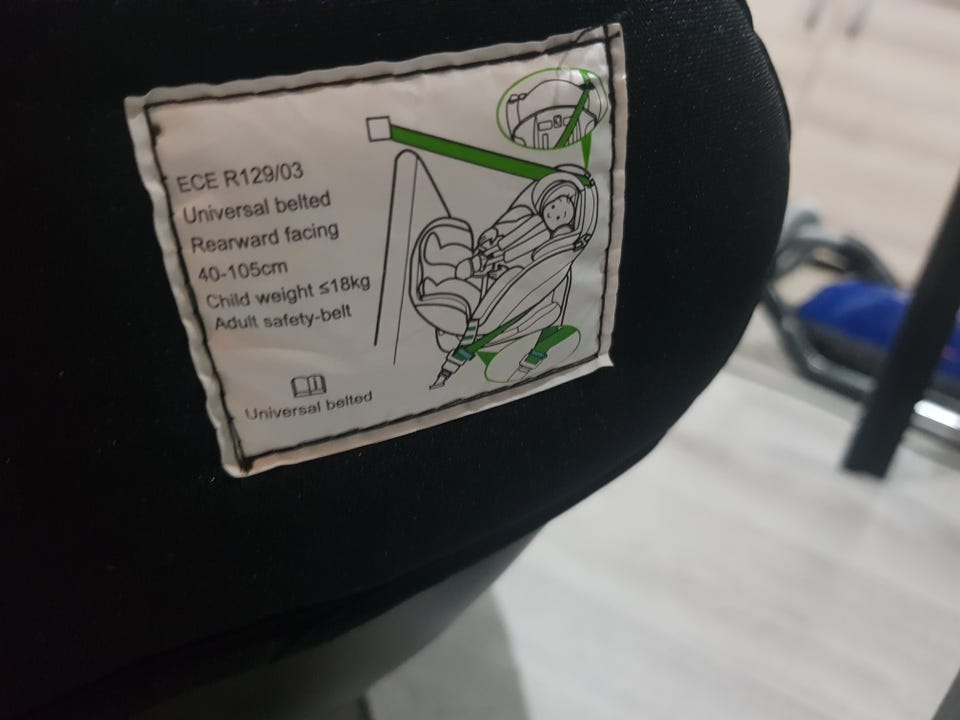 ECE R129/03
Universal belted
Rearward facing
40-105cm
Child weight ≤18kg
Adult safety-belt
Universal belted